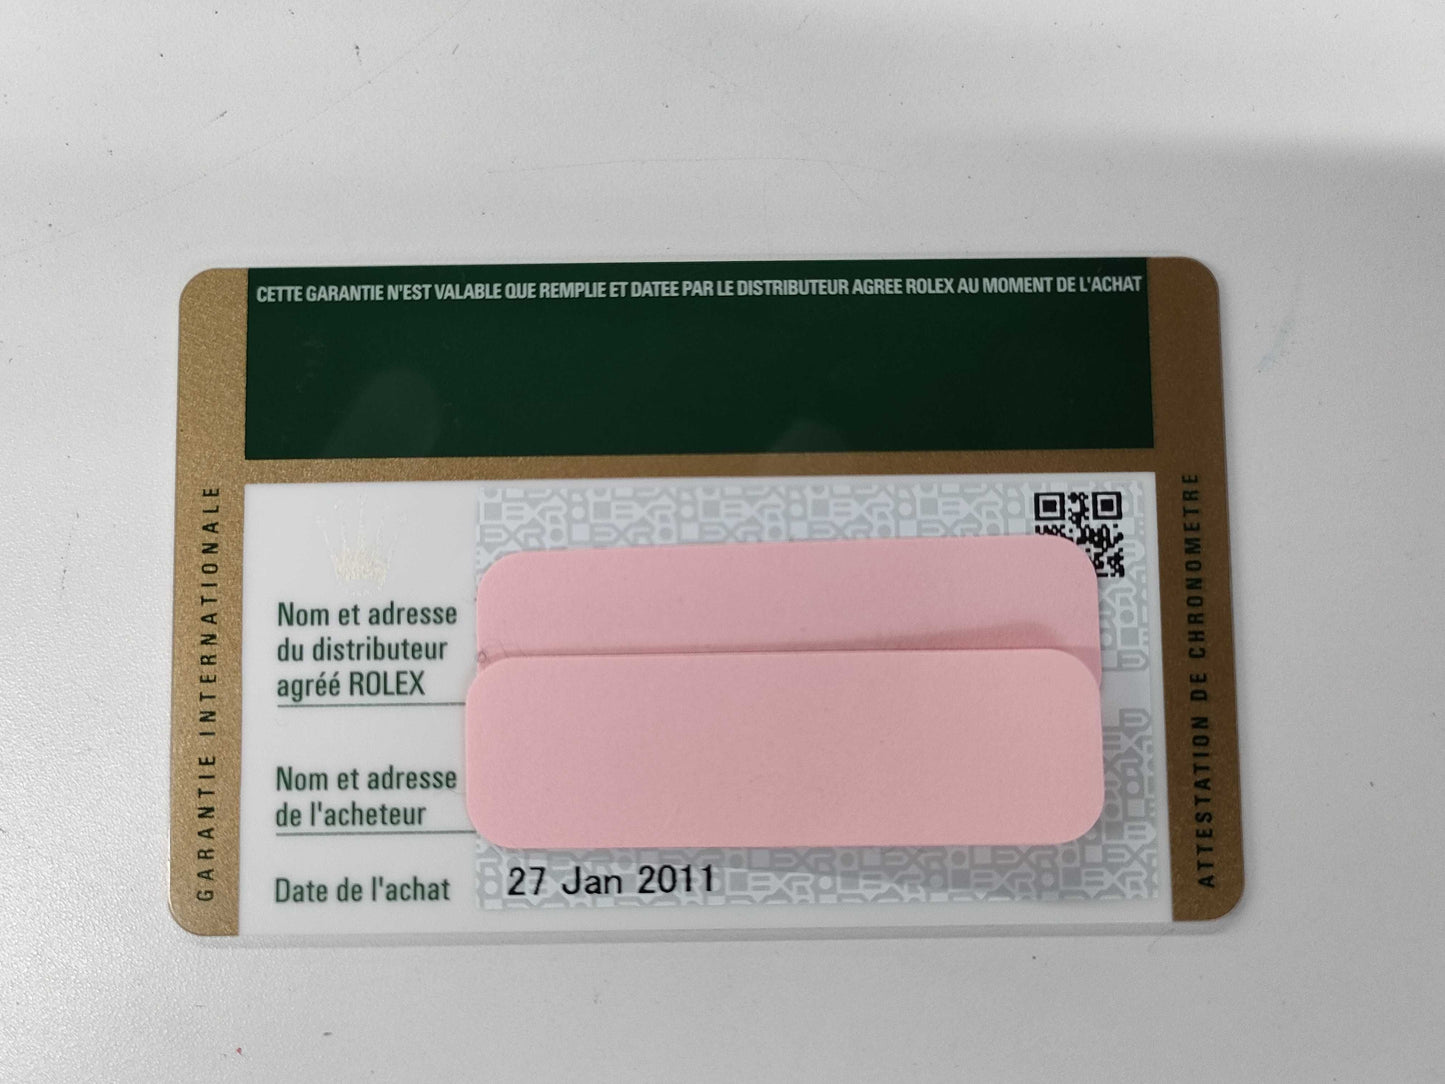 CETTE GARANTIE N'EST VALABLE QUE REMPLIE ET DATEE PAR LE DISTRIBUTEUR AGREE ROLEX AU MOMENT DE L'ACHAT
GARANTIE INTERNATIONALE
Nom et adresse
du distributeur
agréé ROLEX
Nom et adresse
de l'acheteur
Date de l'achat
27 Jan 2011
ATTESTATION DE CHRONOMETRE